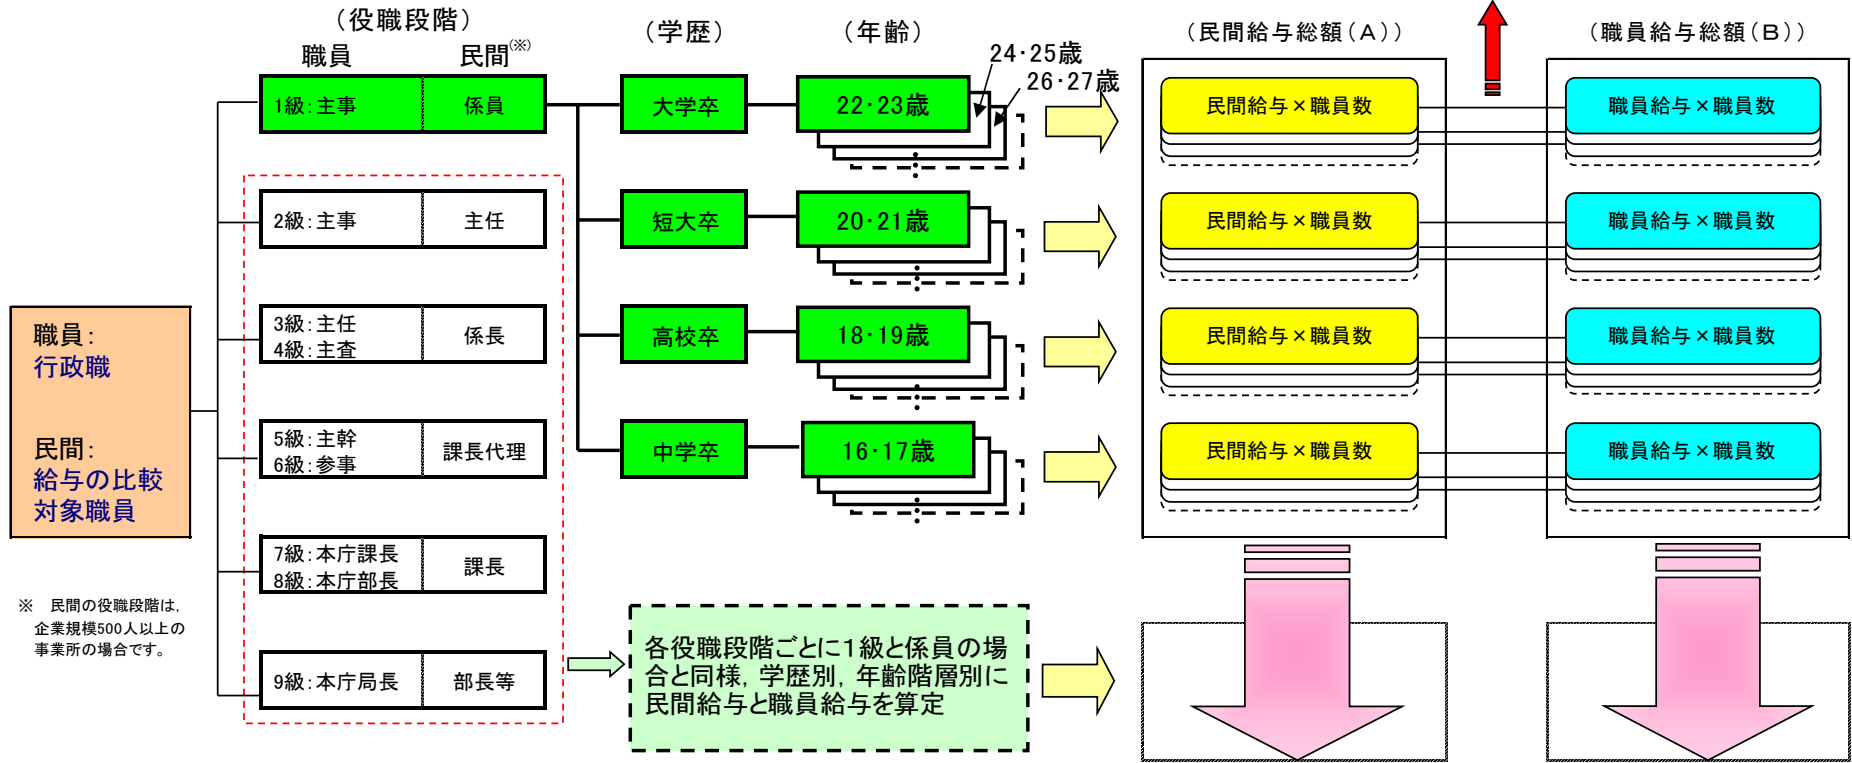 （役職段階）
職員
民間(※)
（学歴）
（年齢）
24・25歳
26・27歳
（民間給与総額（Ａ））
（職員給与総額（Ｂ））
1級：主事
係員
大学卒
22・23歳
民間給与×職員数
職員給与×職員数
2級：主事
主任
短大卒
20・21歳
民間給与×職員数
職員給与×職員数
3級：主任
4級：主査
係長
高校卒
18・19歳
民間給与×職員数
職員給与×職員数
5級：主幹
6級：参事
課長代理
中学卒
16・17歳
民間給与×職員数
職員給与×職員数
職員：
行政職
民間：
給与の比較
対象職員
7級：本庁課長
8級：本庁部長
課長
9級：本庁局長
部長等
※　民間の役職段階は，
企業規模500人以上の
事業所の場合です。
各役職段階ごとに１級と係員の場
合と同様，学歴別，年齢階層別に
民間給与と職員給与を算定